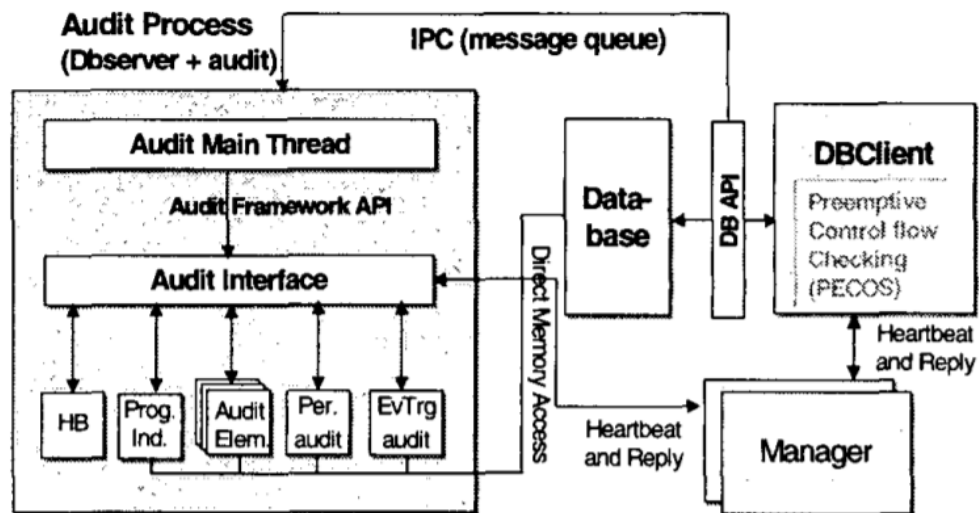 Audit Process
(Dbserver + audit)
IPC (message queue)
Audit Main Thread
Audit Framework API
Audit Interface
HB
Prog.
Ind.
Audit
Elem.
Per.
audit
EvTrg
audit
Direct Memory Access
Data-
base
DB API
DBClient
Preemptive
Control flow
Checking
(PECOS)
Heartbeat
and Reply
Heartbeat
and Reply
Manager